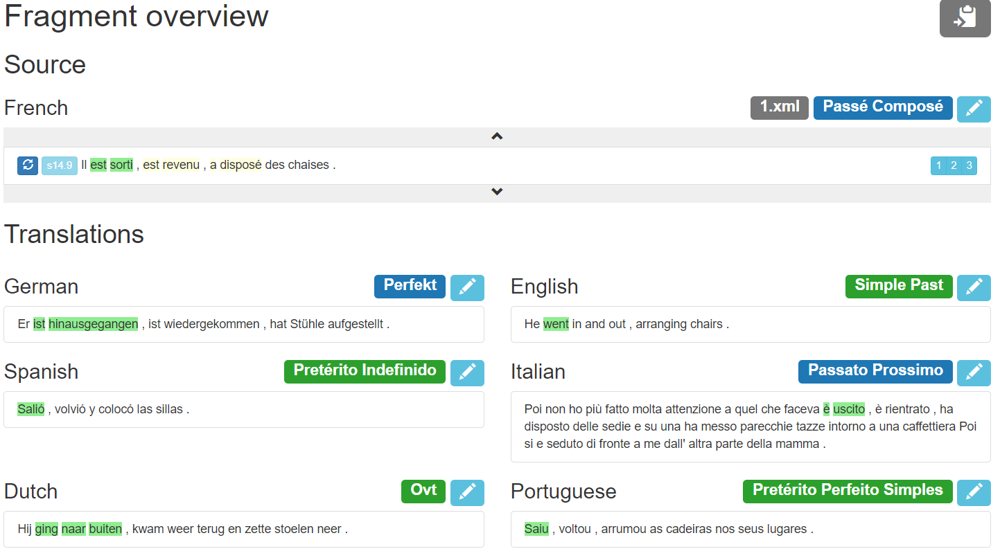 Fragment overview
Source
French
1.xml
Passé Composé
s14.9 Il est sorti , est revenu , a disposé des chaises .
1 2 3
Translations
German
Perfekt
Er ist hinausgegangen , ist wiedergekommen , hat Stühle aufgestellt .
English
Simple Past
He went in and out , arranging chairs .
Spanish
Pretérito Indefinido
Salió , volvió y colocó las sillas .
Italian
Passato Prossimo
Poi non ho più fatto molta attenzione a quel che faceva è uscito , è rientrato , ha
disposto delle sedie e su una ha messo parecchie tazze intorno a una caffettiera Poi
si e seduto di fronte a me dall' altra parte della mamma .
Dutch
Ovt
Hij ging naar buiten , kwam weer terug en zette stoelen neer .
Portuguese
Pretérito Perfeito Simples
Saiu , voltou , arrumou as cadeiras nos seus lugares .